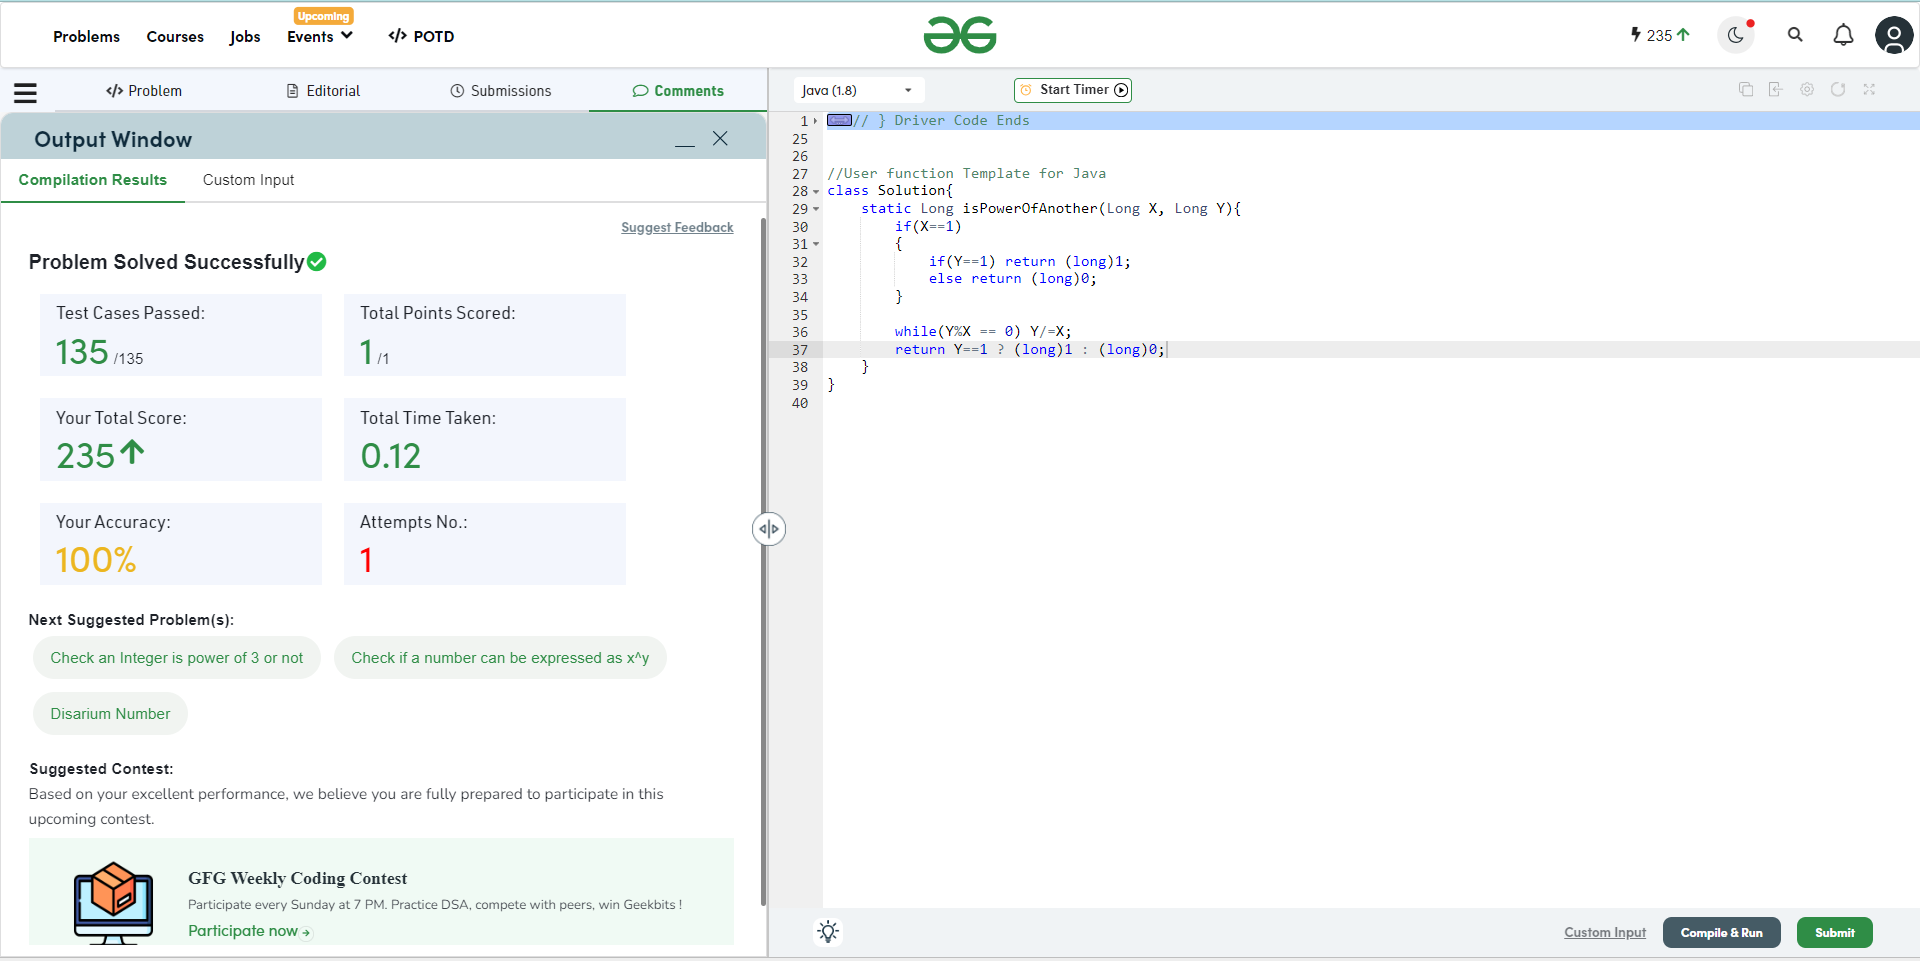 Problems
Courses
Jobs
Upcoming
Events
</> POTD
235
</> Problem
Editorial
Submissions
Comments
Output Window
Compilation Results
Custom Input
Suggest Feedback
Problem Solved Successfully
Test Cases Passed:
135 /135
Total Points Scored:
1 /1
Your Total Score:
235
Total Time Taken:
0.12
Your Accuracy:
100%
Attempts No.:
1
Next Suggested Problem(s):
Check an Integer is power of 3 or not
Check if a number can be expressed as x^y
Disarium Number
Suggested Contest:
Based on your excellent performance, we believe you are fully prepared to participate in this
upcoming contest.
GFG Weekly Coding Contest
Participate every Sunday at 7 PM. Practice DSA, compete with peers, win Geekbits !
Participate now
Java (1.8)
Start Timer
1 // } Driver Code Ends
25
26
27 //User function Template for Java
28 class Solution{
29 static Long isPowerOfAnother(Long X, Long Y){
30 if(X==1)
31 {
32 if(Y==1) return (long)1;
33 else return (long)0;
34 }
35
36 while(Y%X == 0) Y/=X;
37 return Y==1 ? (long)1 : (long)0;
38 }
39 }
40
Custom Input
Compile & Run
Submit